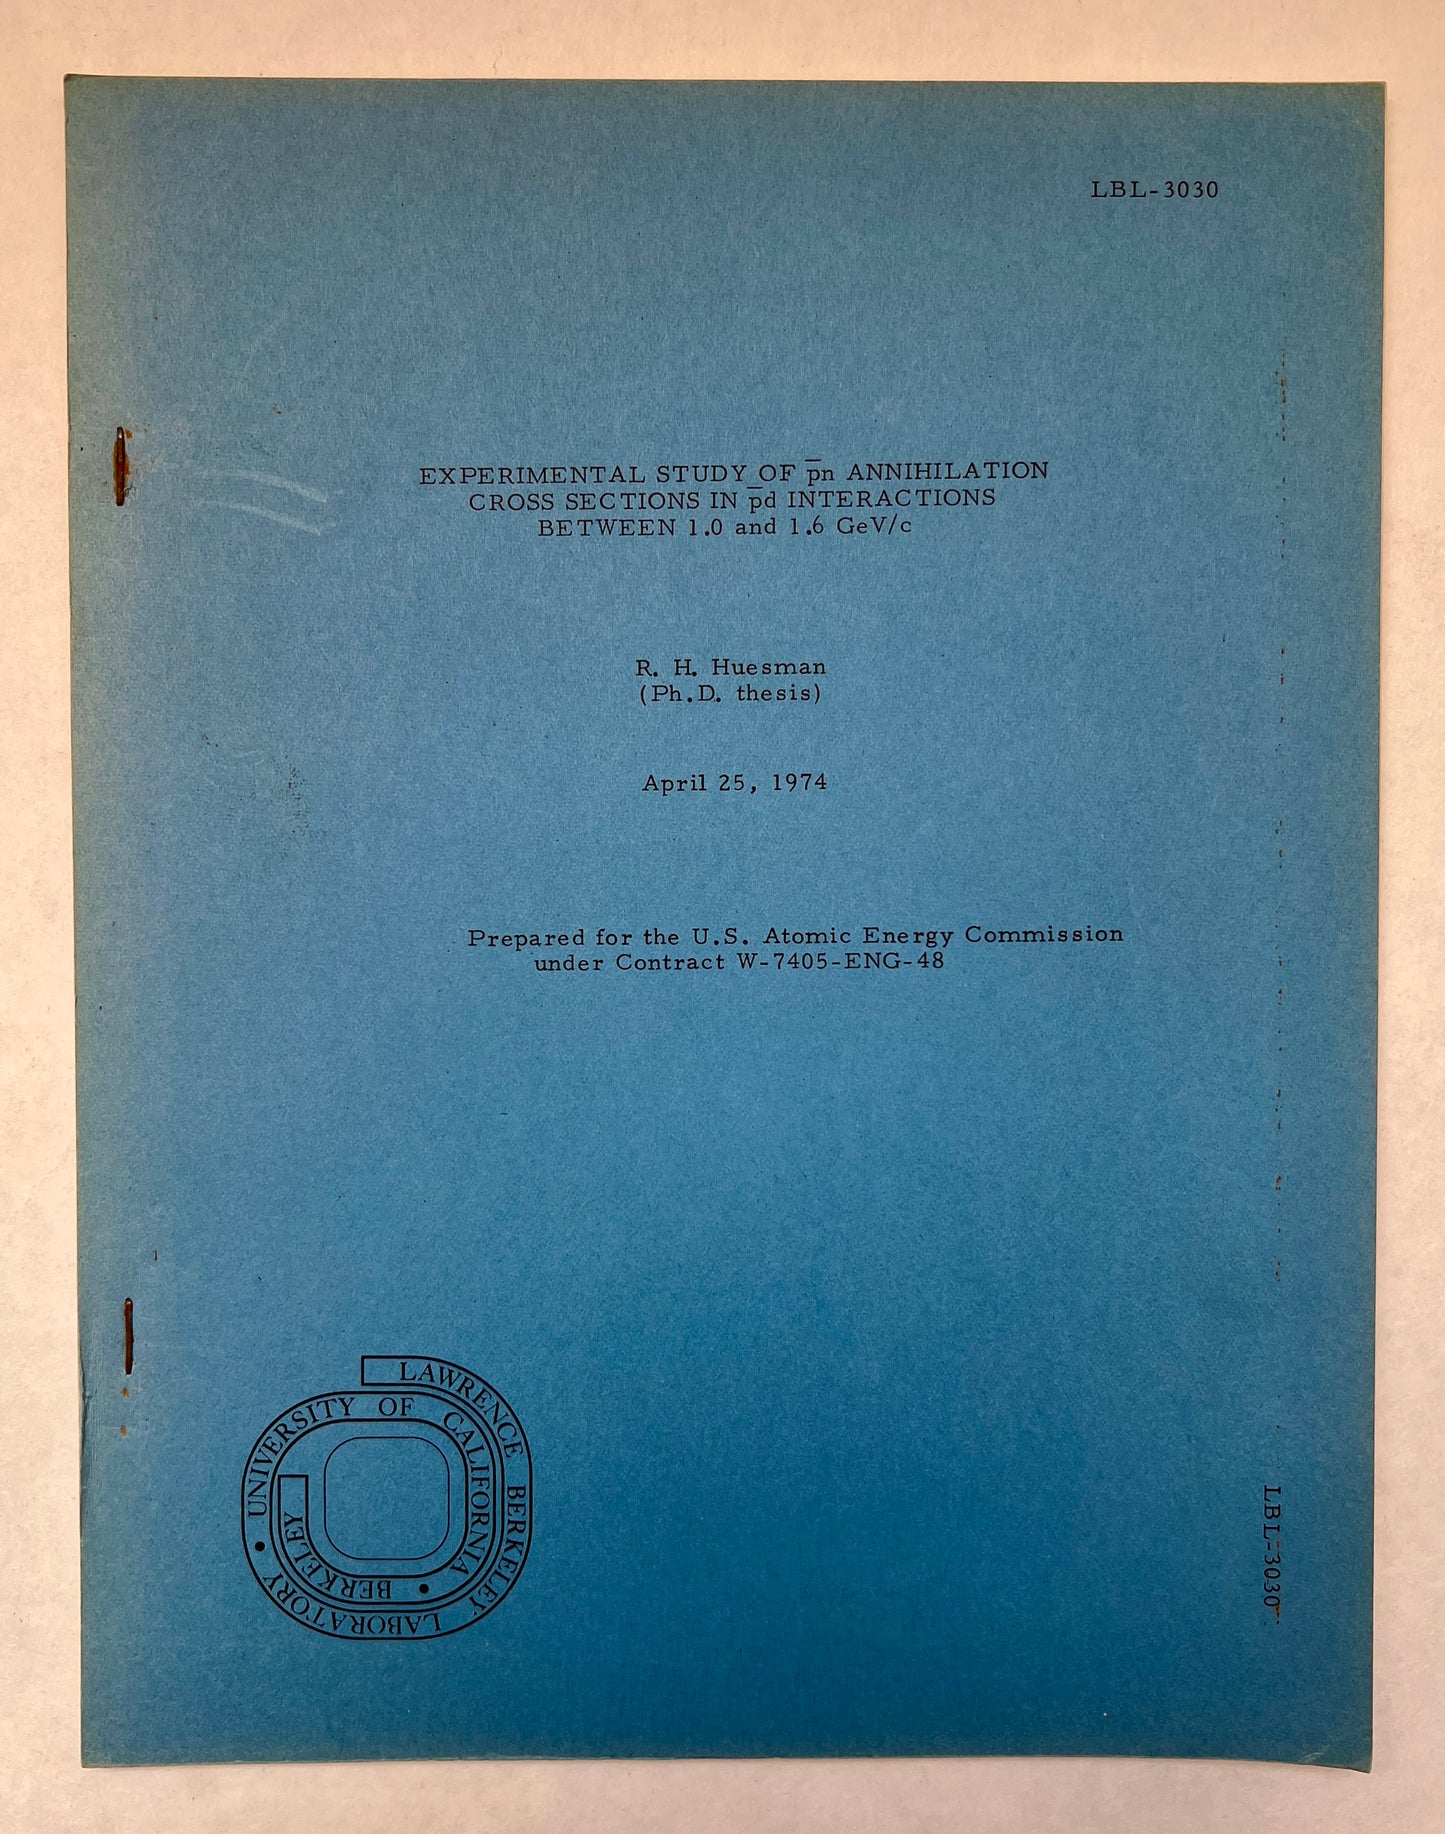 LBL-3030
EXPERIMENTAL STUDY OF p̅n ANNIHILATION
CROSS SECTIONS IN p̅d INTERACTIONS
BETWEEN 1.0 and 1.6 GeV/c
R. H. Huesman
(Ph.D. thesis)
April 25, 1974
Prepared for the U.S. Atomic Energy Commission
under Contract W-7405-ENG-48
LAWRENCE BERKELEY LABORATORY • UNIVERSITY OF CALIFORNIA • BERKELEY
LBL-3030